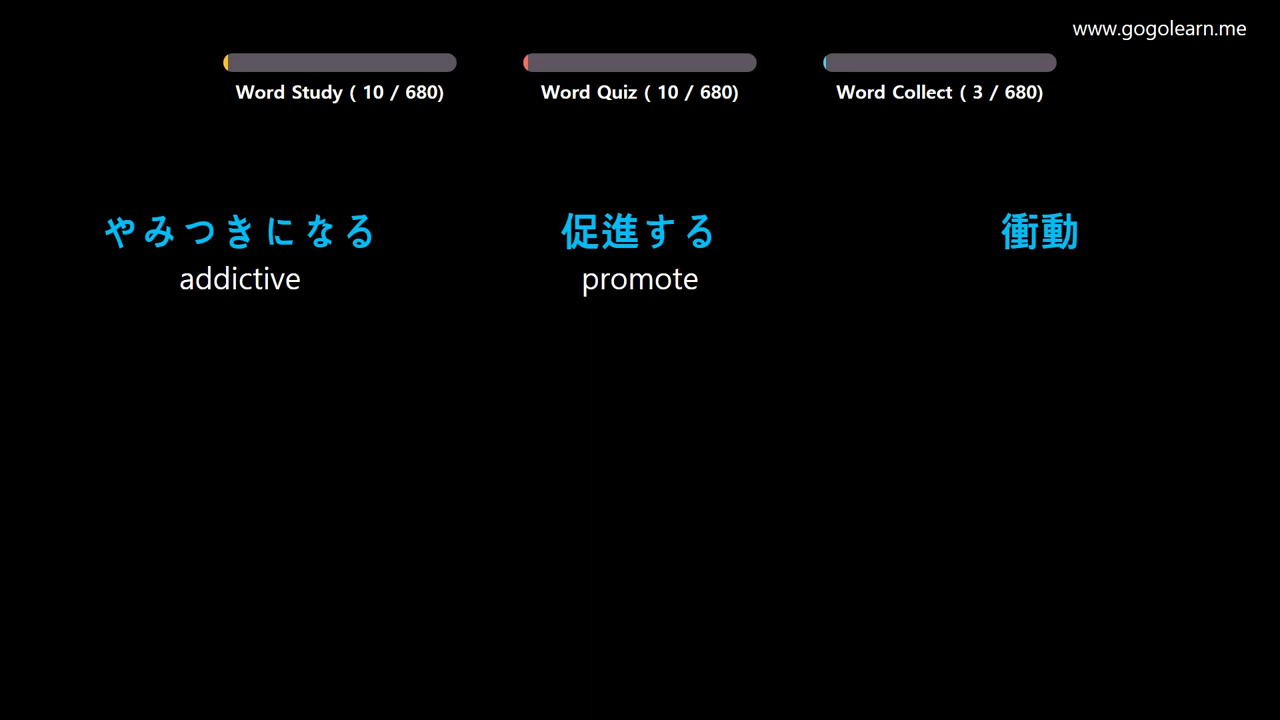 www.gogolearn.me
Word Study ( 10 / 680)
Word Quiz ( 10 / 680)
Word Collect ( 3 / 680)
やみつきになる
addictive
促進する
promote
衝動